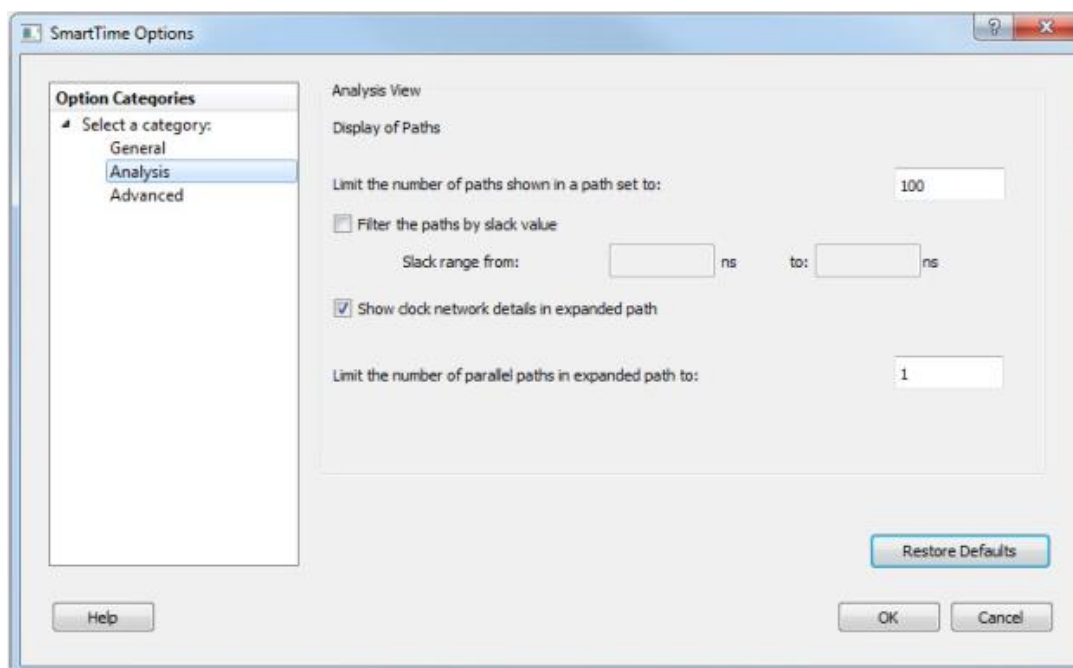 SmartTime Options
Option Categories
Select a category:
General
Analysis
Advanced
Analysis View
Display of Paths
Limit the number of paths shown in a path set to:
100
Filter the paths by slack value
Slack range from: ns to: ns
Show clock network details in expanded path
Limit the number of parallel paths in expanded path to:
1
Restore Defaults
Help
OK
Cancel